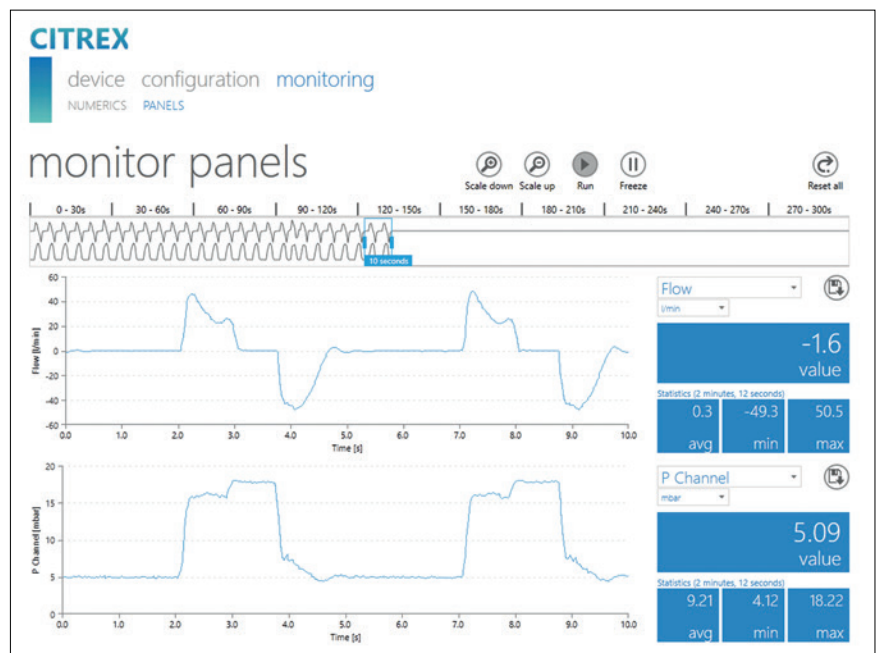 CITREX
device configuration monitoring
NUMERICS PANELS
monitor panels
Scale down Scale up Run Freeze Reset all
0 - 30s 30 - 60s 60 - 90s 90 - 120s 120 - 150s 150 - 180s 180 - 210s 210 - 240s 240 - 270s 270 - 300s
10 seconds
Flow [l/min]
60
40
20
0
-20
-40
-60
0.0 1.0 2.0 3.0 4.0 5.0 6.0 7.0 8.0 9.0 10.0
Time [s]
Flow
l/min
-1.6
value
Statistics (2 minutes, 12 seconds)
0.3 -49.3 50.5
avg min max
P Channel [mbar]
20
15
10
5
0
0.0 1.0 2.0 3.0 4.0 5.0 6.0 7.0 8.0 9.0 10.0
Time [s]
P Channel
mbar
5.09
value
Statistics (2 minutes, 12 seconds)
9.21 4.12 18.22
avg min max